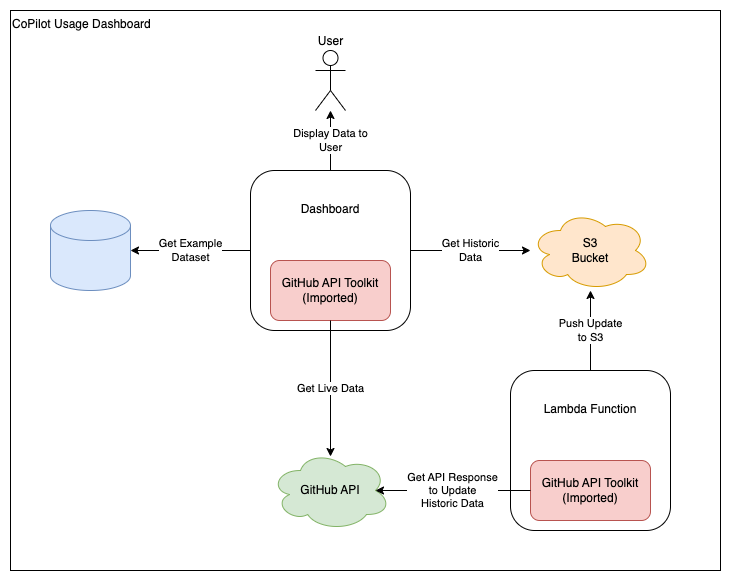 CoPilot Usage Dashboard
User
Display Data to
User
Dashboard
Get Example
Dataset
Get Historic
Data
S3
Bucket
GitHub API Toolkit
(Imported)
Push Update
to S3
Get Live Data
Lambda Function
GitHub API
Get API Response
to Update
Historic Data
GitHub API Toolkit
(Imported)